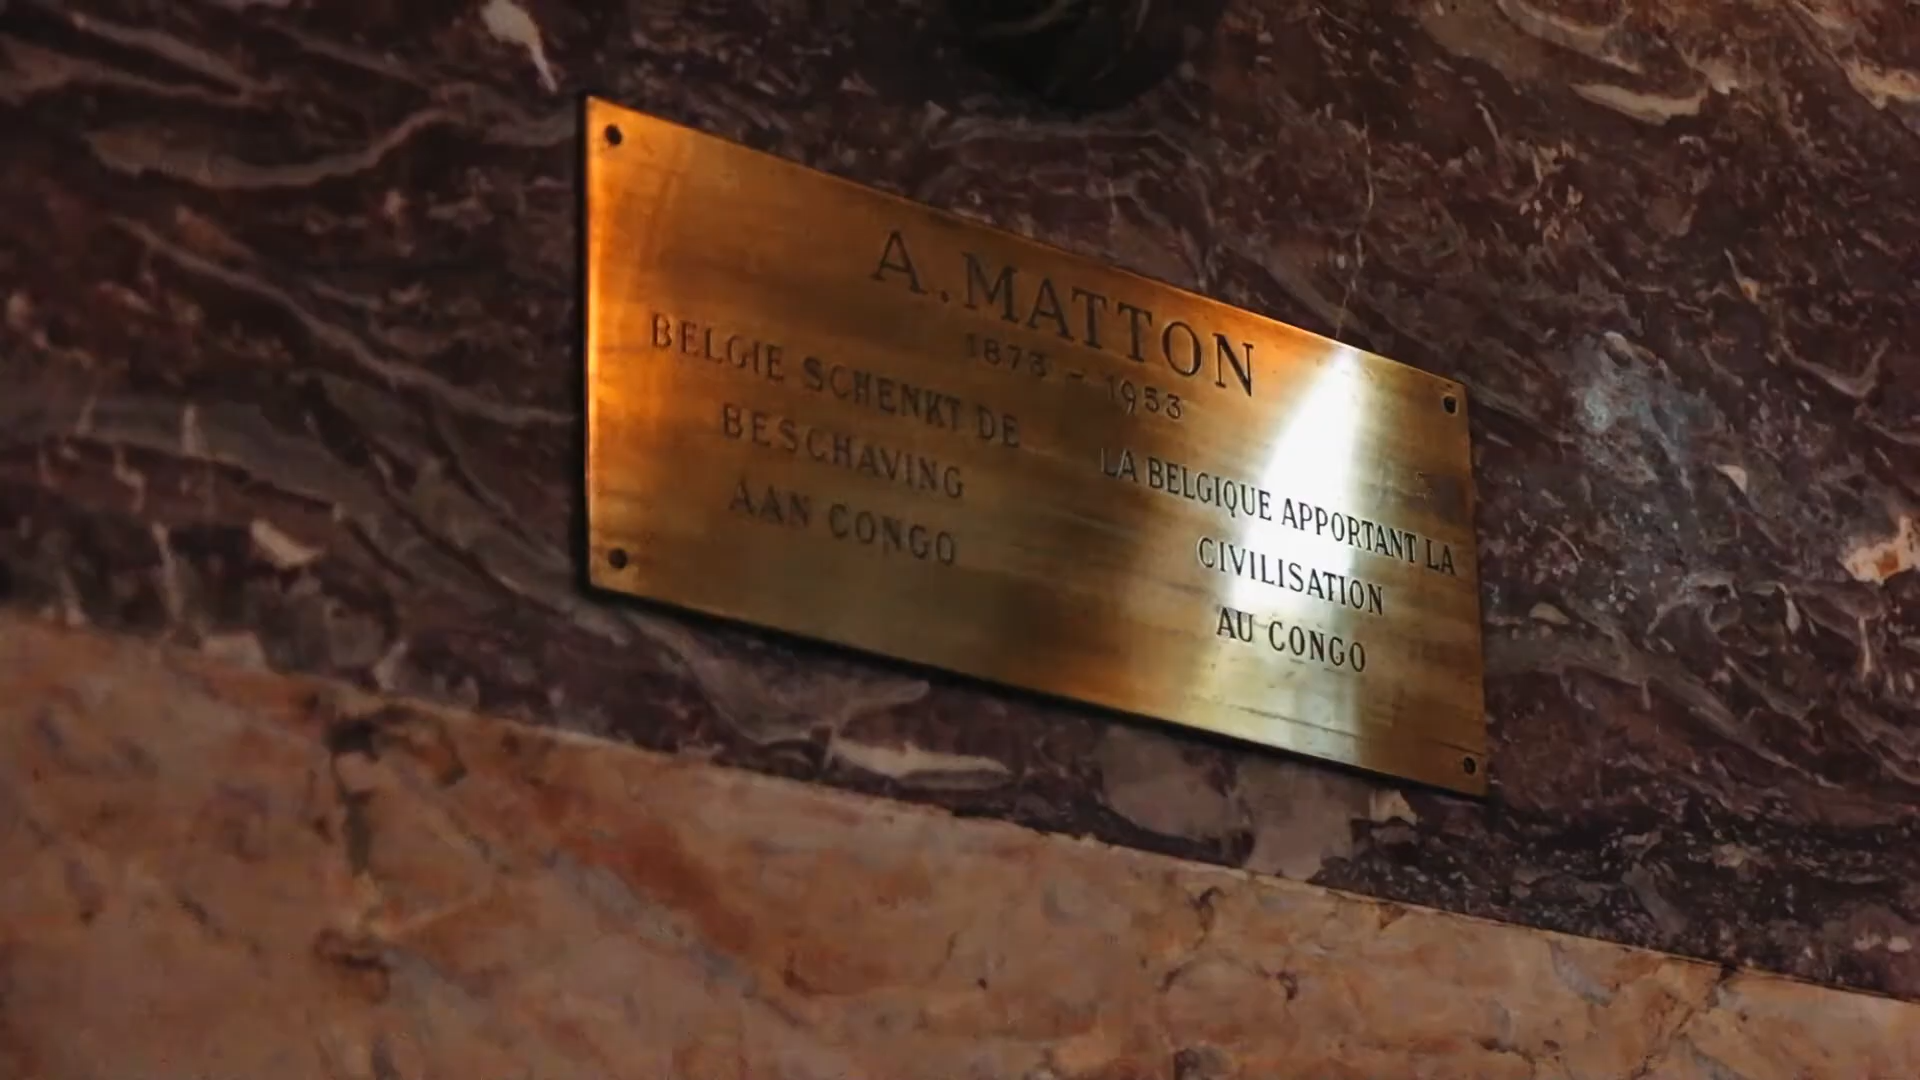 A. MATTON
1873 - 1953
BELGIE SCHENKT DE
BESCHAVING
AAN CONGO
LA BELGIQUE APPORTANT LA
CIVILISATION
AU CONGO